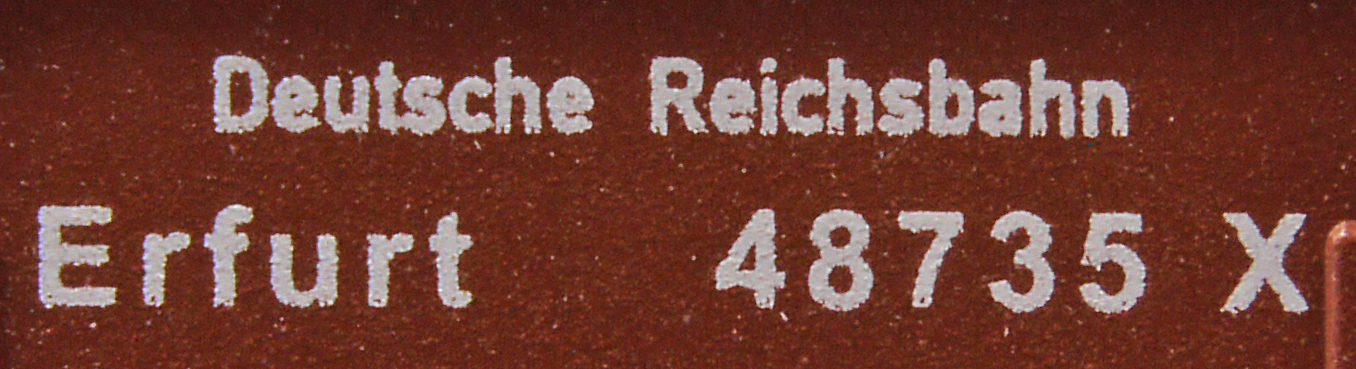 Deutsche Reichsbahn
Erfurt 48735 X